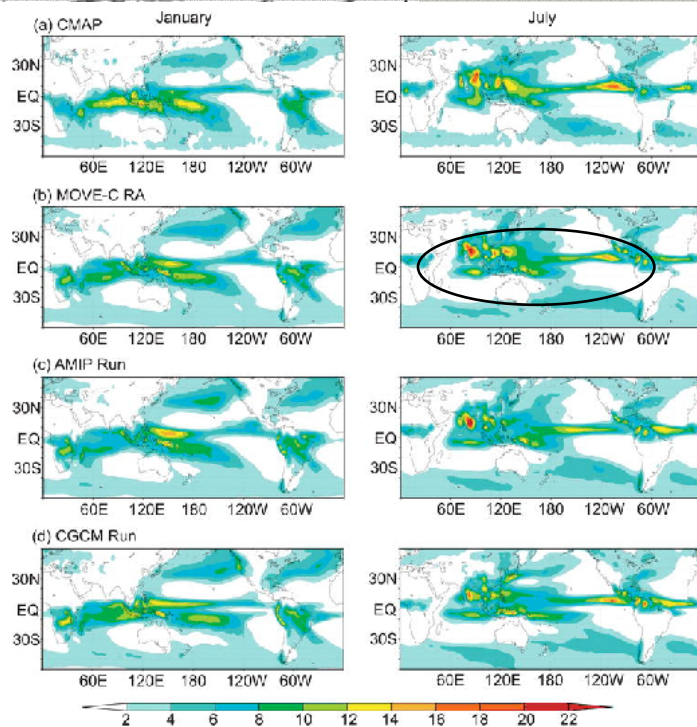 January July
(a) CMAP
30N 30N
EQ EQ
30S 30S
60E 120E 180 120W 60W 60E 120E 180 120W 60W
(b) MOVE-C RA
30N 30N
EQ EQ
30S 30S
60E 120E 180 120W 60W 60E 120E 180 120W 60W
(c) AMIP Run
30N 30N
EQ EQ
30S 30S
60E 120E 180 120W 60W 60E 120E 180 120W 60W
(d) CGCM Run
30N 30N
EQ EQ
30S 30S
60E 120E 180 120W 60W 60E 120E 180 120W 60W
2 4 6 8 10 12 14 16 18 20 22